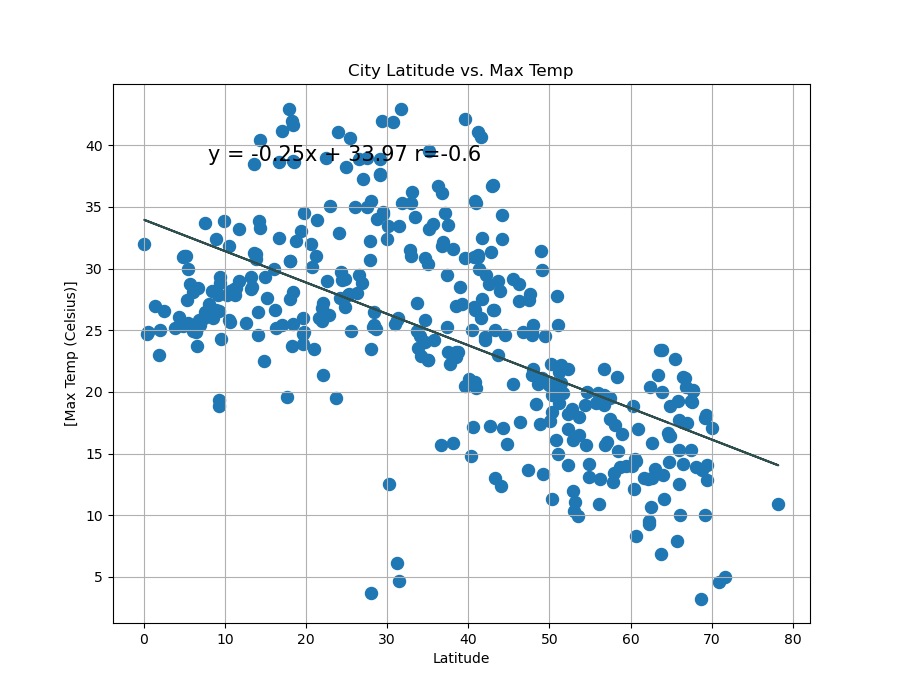 City Latitude vs. Max Temp
[Max Temp (Celsius)]
40
35
30
25
20
15
10
5
y = -0.25x + 33.97 r=-0.6
0 10 20 30 40 50 60 70 80
Latitude